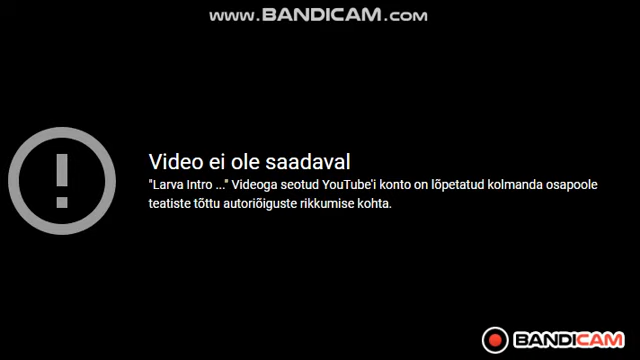 www.BANDICAM.com
Video ei ole saadaval
"Larva Intro ..." Videoga seotud YouTube'i konto on lõpetatud kolmanda osapoole
teatiste tõttu autoriõiguste rikkumise kohta.
BANDICAM